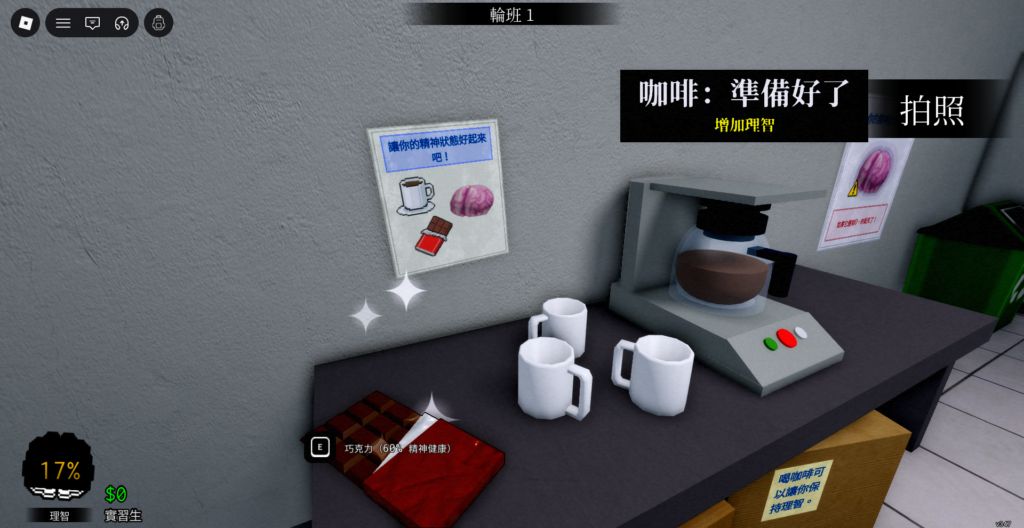 輪班 1
咖啡: 準備好了
增加理智
拍照
讓你的精神狀態好起來
吧！
E
巧克力 (60% 精神健康)
17%
理智
$0
實習生
喝咖啡可
以讓你保
持理智。